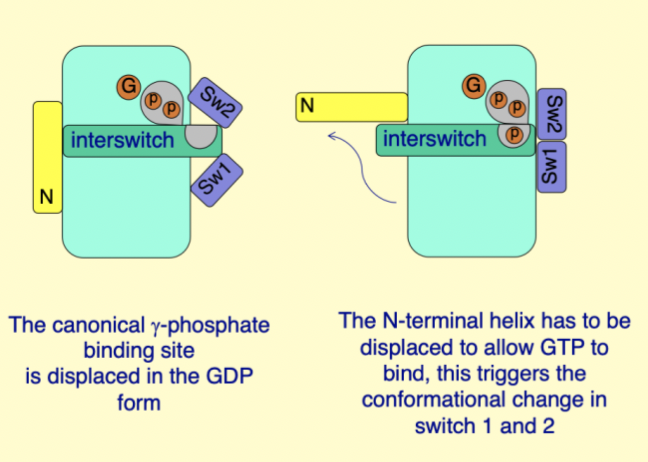 G
P
P
Sw2
interswitch
Sw1
N
The canonical γ-phosphate
binding site
is displaced in the GDP
form
N
G
P
P
Sw2
interswitch
P
Sw1
The N-terminal helix has to be
displaced to allow GTP to
bind, this triggers the
conformational change in
switch 1 and 2